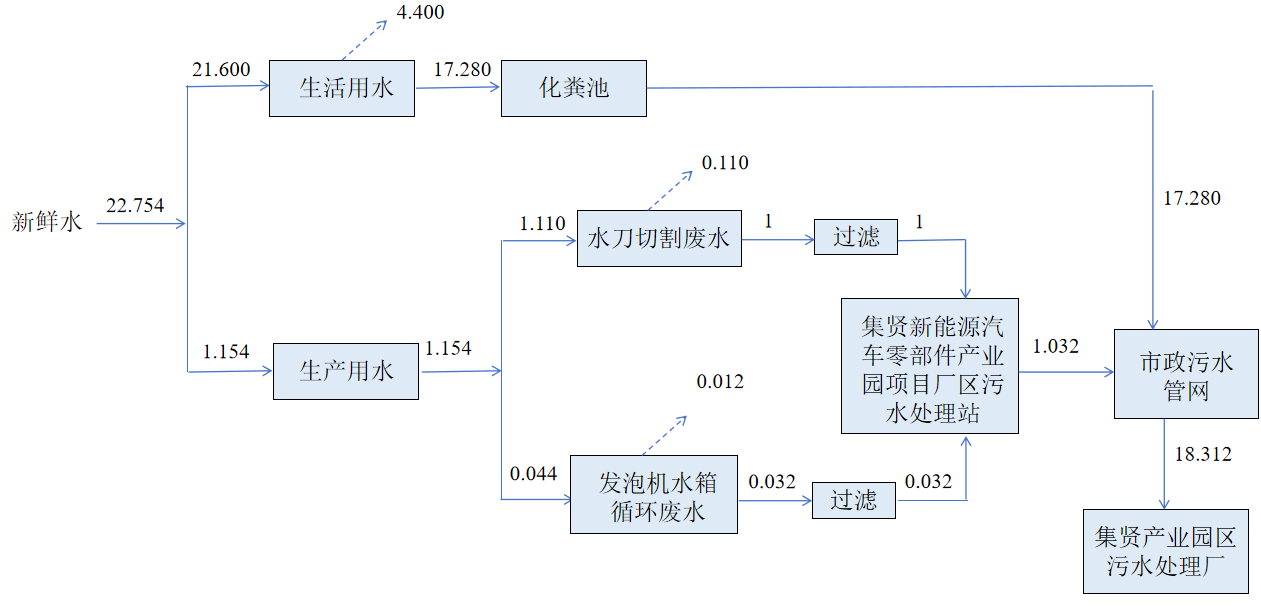 4.400
21.600
生活用水
17.280
化粪池
17.280
新鲜水
22.754
0.110
1.110
水刀切割废水
1
过滤
1
1.154
生产用水
1.154
集贤新能源汽
车零部件产业
园项目厂区污
水处理站
1.032
市政污水
管网
0.012
0.044
发泡机水箱
循环废水
0.032
过滤
0.032
18.312
集贤产业园区
污水处理厂